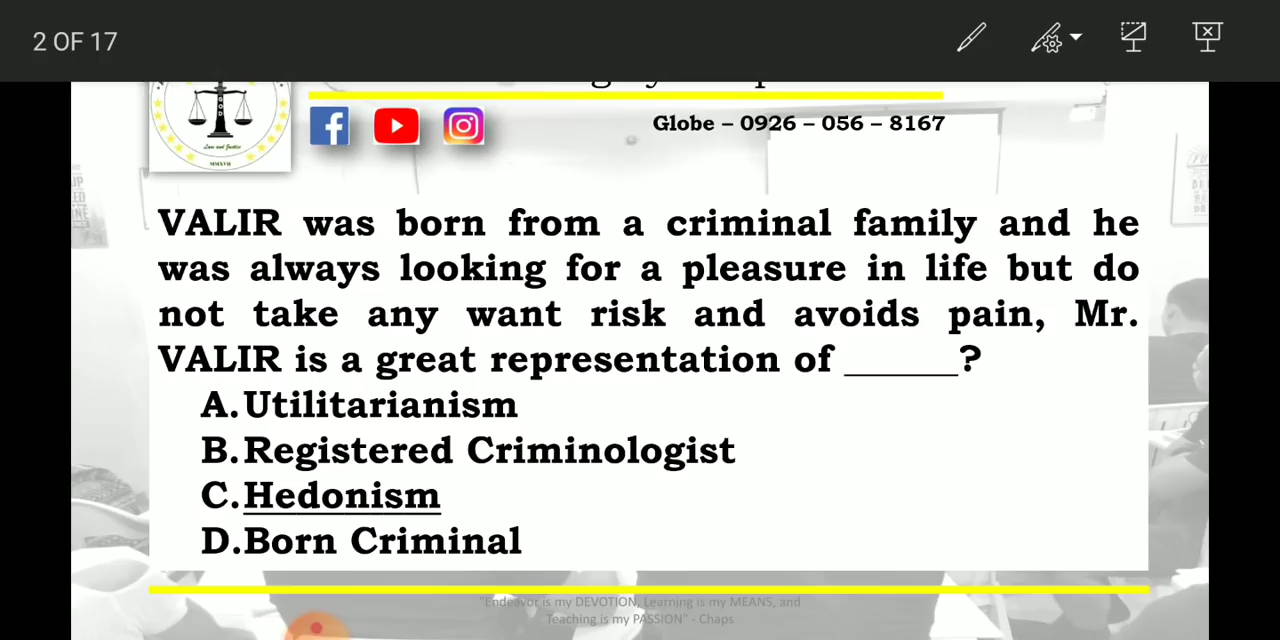 2 OF 17
Globe – 0926 – 056 – 8167
Law and Justice
VALIR was born from a criminal family and he
was always looking for a pleasure in life but do
not take any want risk and avoids pain, Mr.
VALIR is a great representation of ______?
A. Utilitarianism
B. Registered Criminologist
C. Hedonism
D. Born Criminal
"Endeavor is my DEVOTION, Learning is my MEANS, and
Teaching is my PASSION" - Chaps